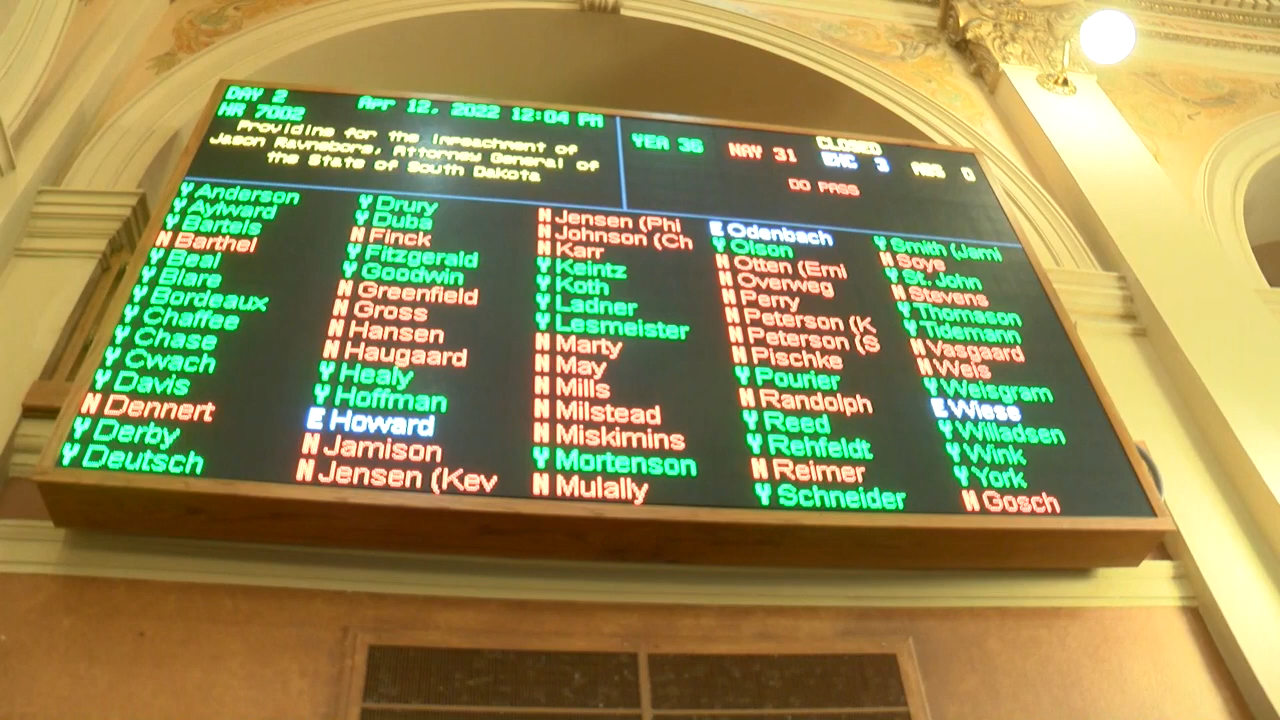 DAY 2 Apr 12, 2022 12:04 PM
HR 7002
Providing for the impeachment of
Jason Ravnsborg, Attorney General of
the State of South Dakota
CLOSED
YEA 36 NAY 31 EXC 3 ABS 0
DO PASS
Y Anderson
Y Aylward
Y Bartels
N Barthel
Y Beal
Y Blare
Y Bordeaux
Y Chaffee
Y Chase
Y Cwach
Y Davis
N Dennert
Y Derby
Y Deutsch
Y Drury
Y Duba
N Finck
Y Fitzgerald
Y Goodwin
N Greenfield
N Gross
N Hansen
N Haugaard
Y Healy
Y Hoffman
E Howard
N Jamison
N Jensen (Kev
N Jensen (Phi
N Johnson (Ch
N Karr
Y Keintz
Y Koth
Y Ladner
Y Lesmeister
N Marty
N May
N Mills
N Milstead
N Miskimins
Y Mortenson
N Mulally
E Odenbach
Y Olson
N Otten (Erni
N Overweg
N Perry
N Peterson (K
N Peterson (S
N Pischke
Y Pourier
N Randolph
Y Reed
Y Rehfeldt
N Reimer
Y Schneider
Y Smith (Jami
N Soye
Y St. John
N Stevens
Y Thomason
Y Tidemann
N Vasgaard
N Weis
Y Weisgram
E Wiese
Y Willadsen
Y Wink
Y York
N Gosch